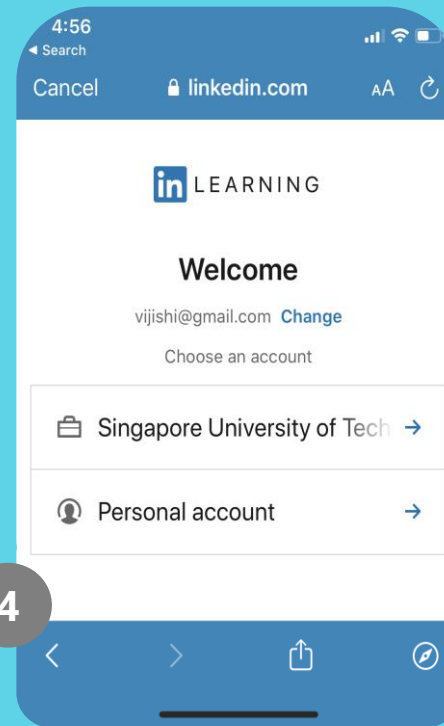 4:56
◀ Search
Cancel linkedin.com AA
in LEARNING
Welcome
vijishi@gmail.com Change
Choose an account
Singapore University of Tech
Personal account
4